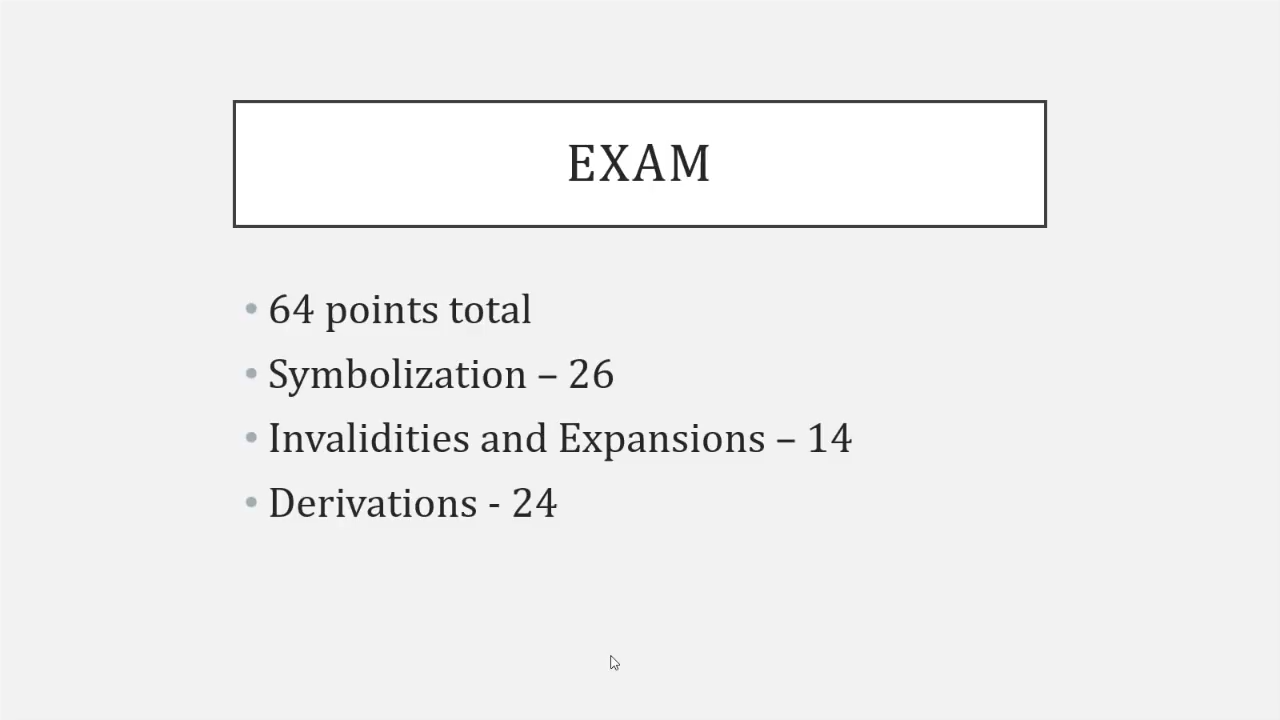 EXAM
• 64 points total
• Symbolization – 26
• Invalidities and Expansions – 14
• Derivations - 24